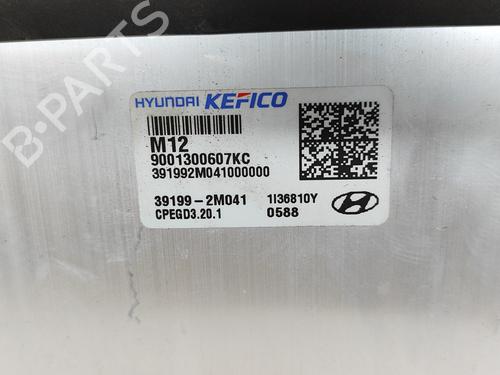 HYUNDAI KEFICO
M12
9001300607KC
391992M041000000
39199-2M041 1I36810Y
CPEGD3.20.1 0588
B-PARTS